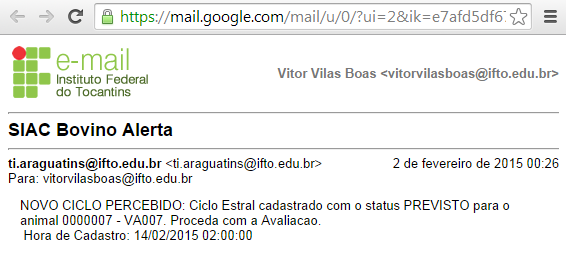 https://mail.google.com/mail/u/0/?ui=2&ik=e7afd5df6
e-mail
Instituto Federal
do Tocantins
Vitor Vilas Boas <vitorvilasboas@ifto.edu.br>
SIAC Bovino Alerta
ti.araguatins@ifto.edu.br <ti.araguatins@ifto.edu.br> 2 de fevereiro de 2015 00:26
Para: vitorvilasboas@ifto.edu.br
NOVO CICLO PERCEBIDO: Ciclo Estral cadastrado com o status PREVISTO para o
animal 0000007 - VA007. Proceda com a Avaliacao.
Hora de Cadastro: 14/02/2015 02:00:00